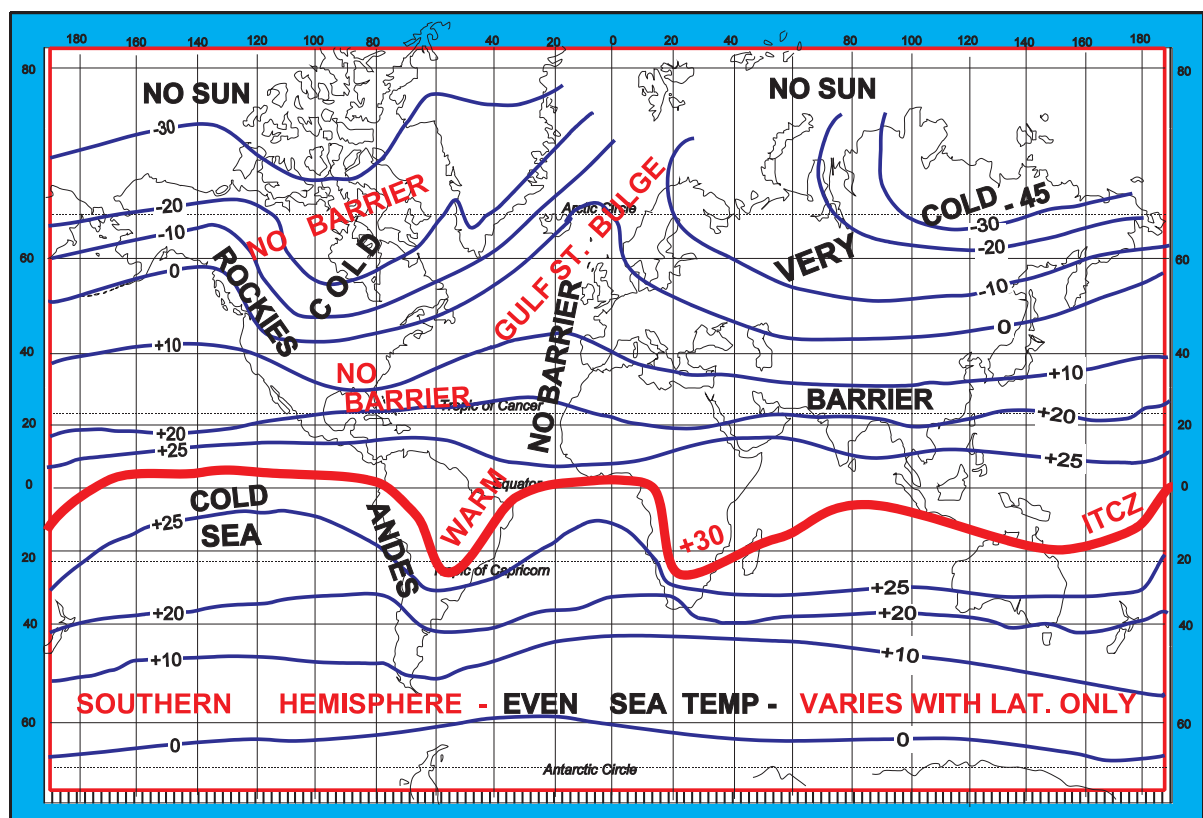 180 160 140 120 100 80 60 40 20 0 20 40 60 80 100 120 140 160 180
80 80
NO SUN NO SUN
-30
NO BARRIER
COLD - 45
-20 Arctic Circle -30
-10 -20
VERY
60 60
0 ROCKIES COLD GULF ST. BULGE -10
0
+10 NO BARRIER
40 40
NO +10
BARRIER BARRIER
Tropic of Cancer +20
20 +20 20
+25 +25
0 Equator 0
COLD WARM
SEA
+25 ANDES +30 ITCZ
20 20
Tropic of Capricorn
+25
+20 +20
40 40
+10 +10
SOUTHERN HEMISPHERE - EVEN SEA TEMP - VARIES WITH LAT. ONLY
60 60
0 0
Antarctic Circle